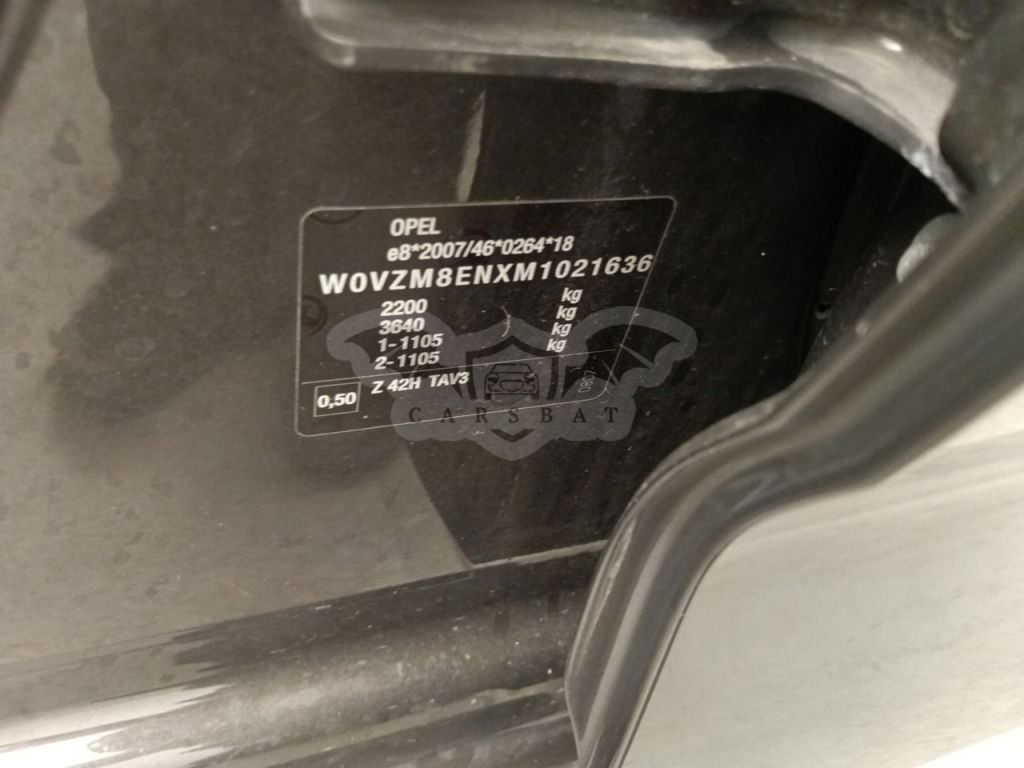 OPEL
e8*2007/46*0264*18
W0VZM8ENXM1021636
2200 kg
3640 kg
1-1105 kg
2-1105 kg
0,50 Z 42H TAV3
CARSBAT